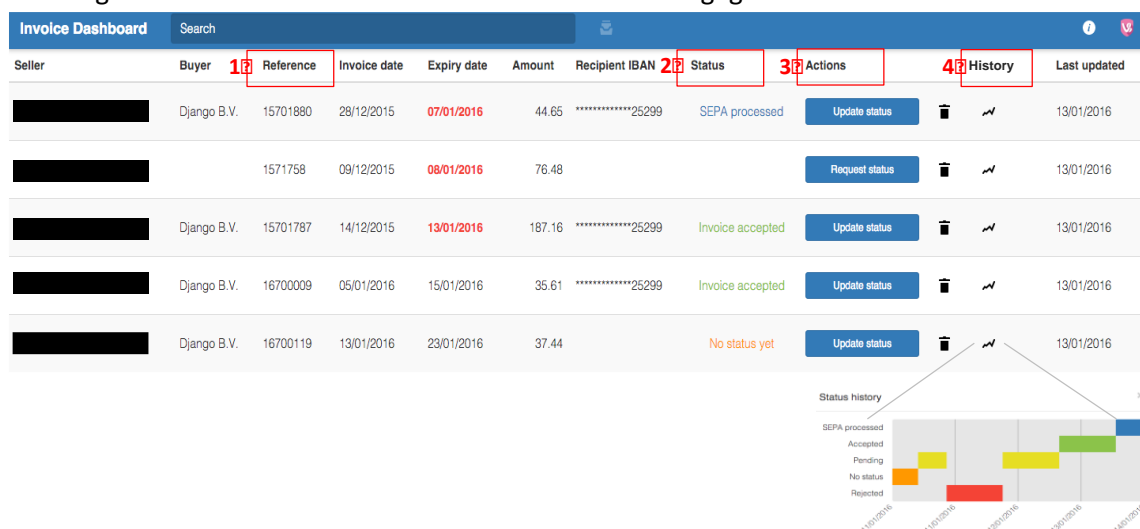 Invoice Dashboard Search
Seller Buyer 1 Reference Invoice date Expiry date Amount Recipient IBAN 2 Status 3 Actions 4 History Last updated
Django B.V. 15701880 28/12/2015 07/01/2016 44.65 *************25299 SEPA processed Update status 13/01/2016
1571758 09/12/2015 08/01/2016 76.48 Request status 13/01/2016
Django B.V. 15701787 14/12/2015 13/01/2016 187.16 *************25299 Invoice accepted Update status 13/01/2016
Django B.V. 16700009 05/01/2016 15/01/2016 35.61 *************25299 Invoice accepted Update status 13/01/2016
Django B.V. 16700119 13/01/2016 23/01/2016 37.44 No status yet Update status 13/01/2016
Status history
SEPA processed
Accepted
Pending
No status
Rejected